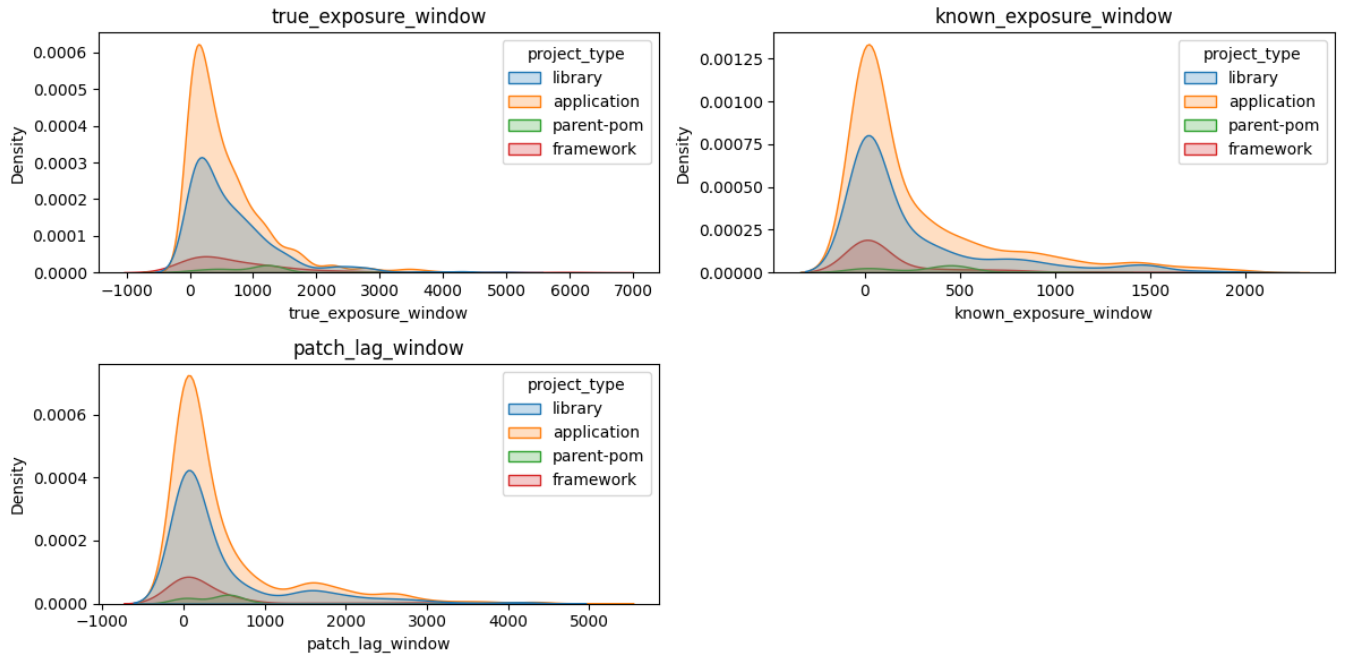 true_exposure_window
0.0006
0.0005
0.0004
0.0003
0.0002
0.0001
0.0000
Density
project_type
library
application
parent-pom
framework
−1000 0 1000 2000 3000 4000 5000 6000 7000
true_exposure_window
known_exposure_window
0.00125
0.00100
0.00075
0.00050
0.00025
0.00000
Density
project_type
library
application
parent-pom
framework
0 500 1000 1500 2000
known_exposure_window
patch_lag_window
0.0006
0.0004
0.0002
0.0000
Density
project_type
library
application
parent-pom
framework
−1000 0 1000 2000 3000 4000 5000
patch_lag_window